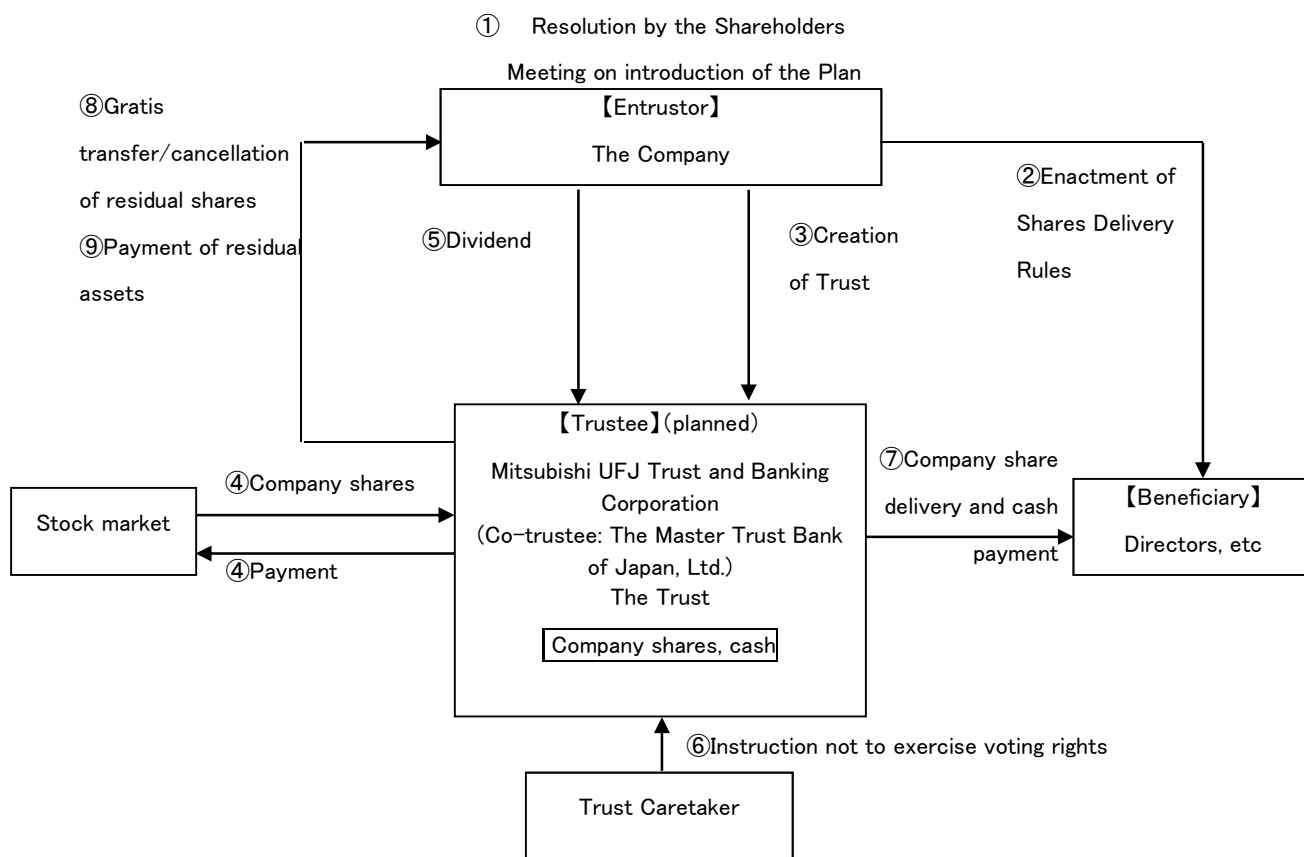 ① Resolution by the Shareholders
Meeting on introduction of the Plan
⑧Gratis
transfer/cancellation
of residual shares
⑨Payment of residual
assets
【Entrustor】
The Company
②Enactment of
Shares Delivery
Rules
⑤Dividend
③Creation
of Trust
【Trustee】(planned)
Mitsubishi UFJ Trust and Banking
Corporation
(Co-trustee: The Master Trust Bank
of Japan, Ltd.)
The Trust
Company shares, cash
④Company shares
Stock market
④Payment
⑦Company share
delivery and cash
payment
【Beneficiary】
Directors, etc
⑥Instruction not to exercise voting rights
Trust Caretaker